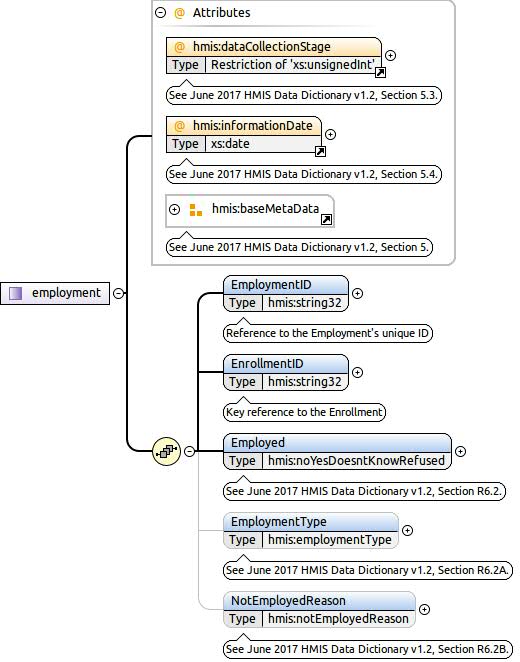 Attributes
@ hmis:dataCollectionStage
Type Restriction of 'xs:unsignedInt'
See June 2017 HMIS Data Dictionary v1.2, Section 5.3.
@ hmis:informationDate
Type xs:date
See June 2017 HMIS Data Dictionary v1.2, Section 5.4.
hmis:baseMetaData
See June 2017 HMIS Data Dictionary v1.2, Section 5.
employment
EmploymentID
Type hmis:string32
Reference to the Employment's unique ID
EnrollmentID
Type hmis:string32
Key reference to the Enrollment
Employed
Type hmis:noYesDoesntKnowRefused
See June 2017 HMIS Data Dictionary v1.2, Section R6.2.
EmploymentType
Type hmis:employmentType
See June 2017 HMIS Data Dictionary v1.2, Section R6.2A.
NotEmployedReason
Type hmis:notEmployedReason
See June 2017 HMIS Data Dictionary v1.2, Section R6.2B.